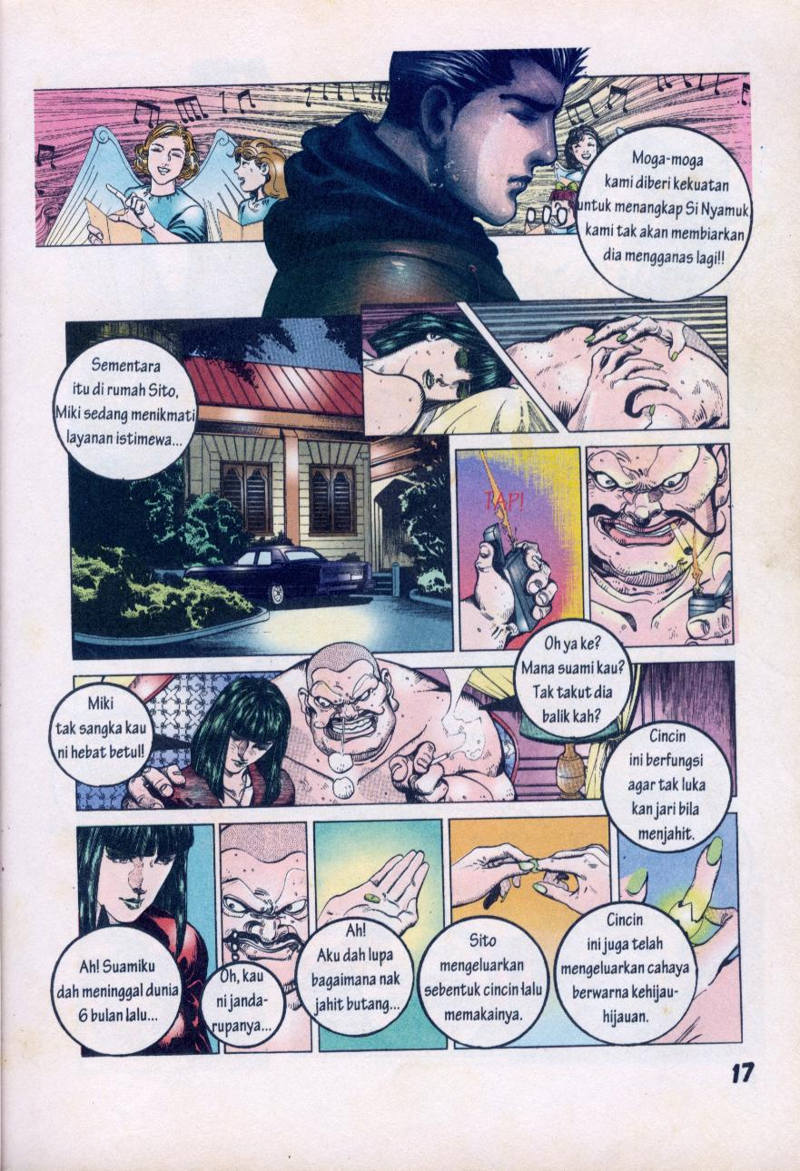 Moga-moga
kami diberi kekuatan
untuk menangkap Si Nyamuk
kami tak akan membiarkan
dia mengganas lagi!!
Sementara
itu di rumah Sito,
Miki sedang menikmati
layanan istimewa...
TAP!
Miki
tak sangka kau
ni hebat betul!
Oh ya ke?
Mana suami kau?
Tak takut dia
balik kah?
Cincin
ini berfungsi
agar tak luka
kan jari bila
menjahit.
Ah! Suamiku
dah meninggal dunia
6 bulan lalu...
Oh, kau
ni janda-
rupanya...
Ah!
Aku dah lupa
bagaimana nak
jahit butang...
Sito
mengeluarkan
sebentuk cincin lalu
memakainya.
Cincin
ini juga telah
mengeluarkan cahaya
berwarna kehijau-
hijauan.
17